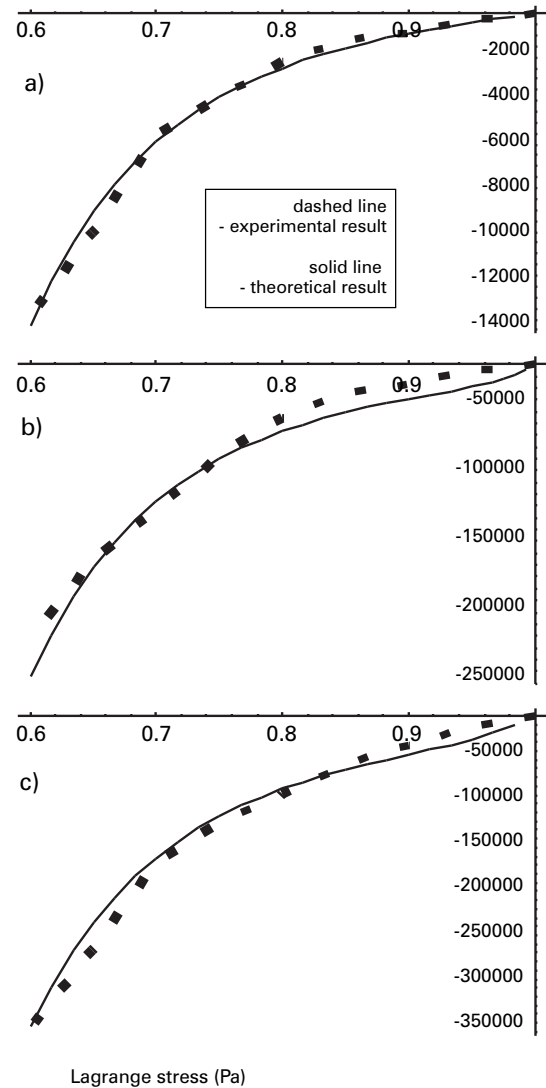 0.6 0.7 0.8 0.9
-2000
a)
-4000
-6000
-8000
dashed line
- experimental result
-10000
solid line
- theoretical result
-12000
-14000
0.6 0.7 0.8 0.9
-50000
b)
-100000
-150000
-200000
-250000
0.6 0.7 0.8 0.9
-50000
c)
-100000
-150000
-200000
-250000
-300000
-350000
Lagrange stress (Pa)